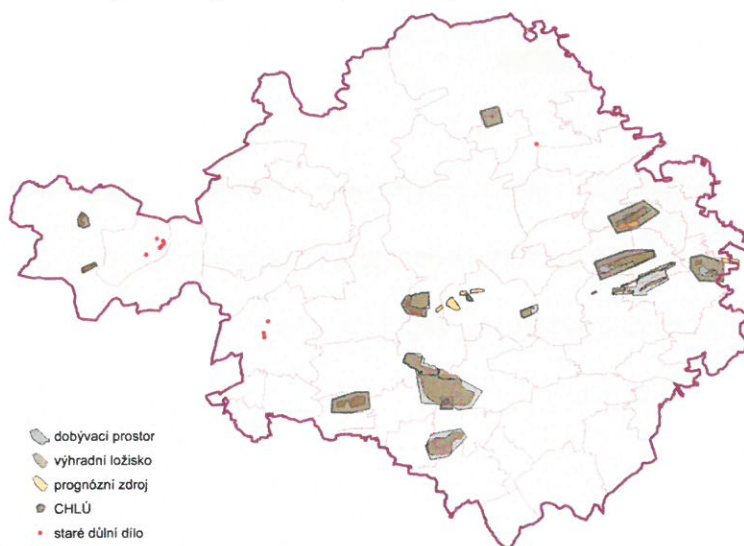 dobývací prostor
výhradní ložisko
prognózní zdroj
CHLÚ
staré důlní dílo